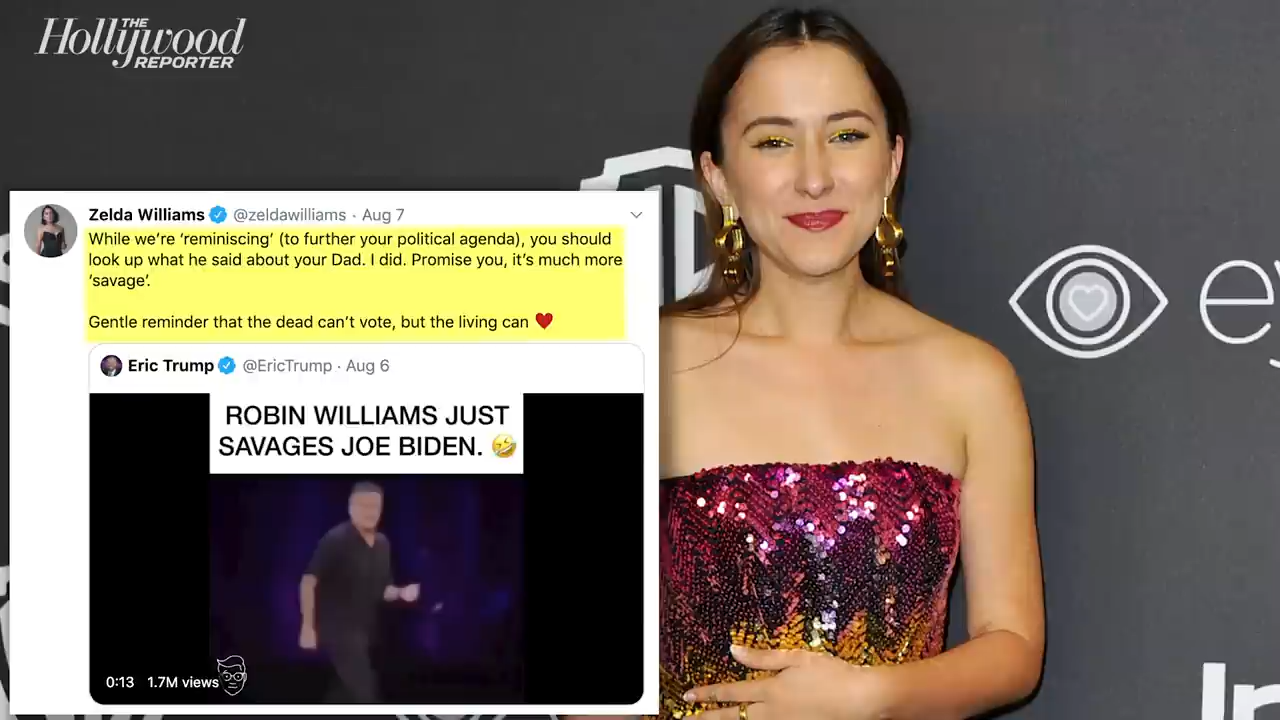 THE
Hollywood
REPORTER
Zelda Williams @zeldawilliams · Aug 7
While we’re ‘reminiscing’ (to further your political agenda), you should
look up what he said about your Dad. I did. Promise you, it’s much more
‘savage’.
Gentle reminder that the dead can’t vote, but the living can ❤️
Eric Trump @EricTrump · Aug 6
ROBIN WILLIAMS JUST
SAVAGES JOE BIDEN. 🤣
0:13 1.7M views